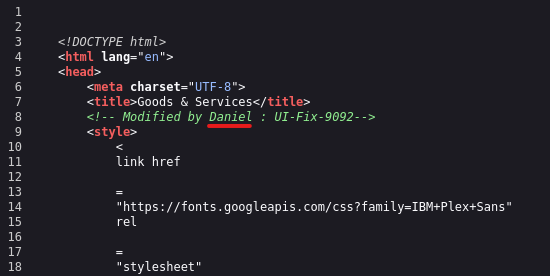 1
2
3 <!DOCTYPE html>
4 <html lang="en">
5 <head>
6 <meta charset="UTF-8">
7 <title>Goods & Services</title>
8 <!-- Modified by Daniel : UI-Fix-9092-->
9 <style>
10 <
11 link href
12
13 =
14 "https://fonts.googleapis.com/css?family=IBM+Plex+Sans"
15 rel
16
17 =
18 "stylesheet"